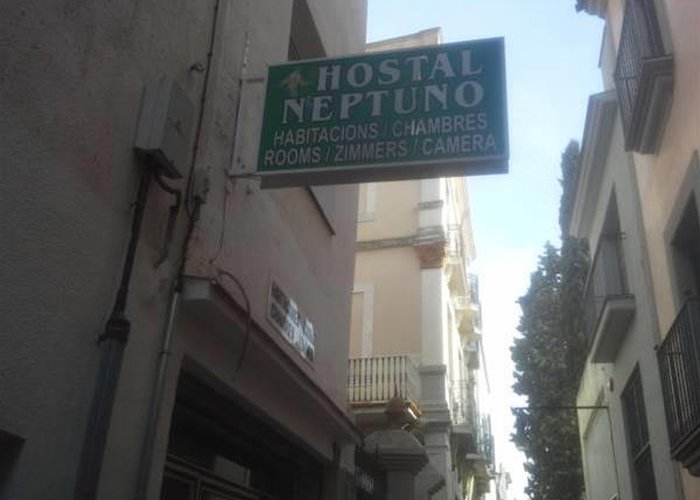 HOSTAL
NEPTUNO
HABITACIONS / CHAMBRES
ROOMS / ZIMMERS / CAMERA